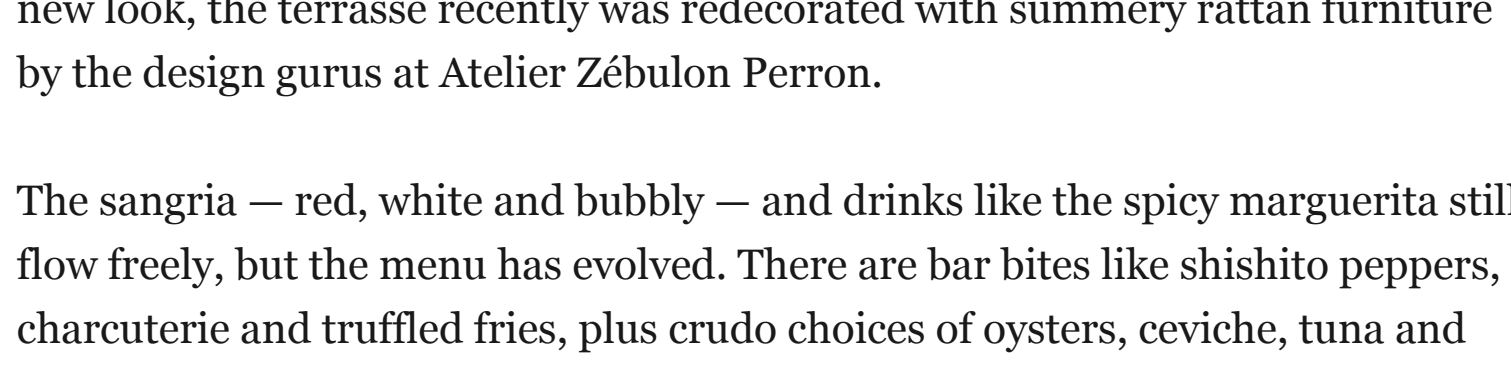 new look, the terrasse recently was redecorated with summery rattan furniture
by the design gurus at Atelier Zébulon Perron.
The sangria — red, white and bubbly — and drinks like the spicy marguerita still
flow freely, but the menu has evolved. There are bar bites like shishito peppers,
charcuterie and truffled fries, plus crudo choices of oysters, ceviche, tuna and